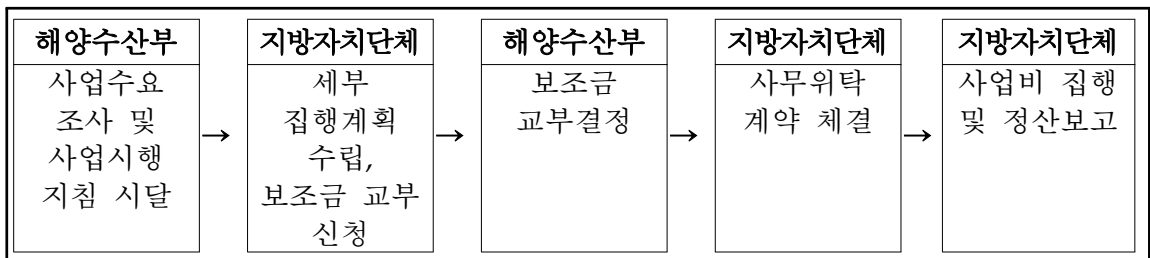 해양수산부
사업수요
조사 및
사업시행
지침 시달
→
지방자치단체
세부
집행계획
수립,
보조금 교부
신청
→
해양수산부
보조금
교부결정
→
지방자치단체
사무위탁
계약 체결
→
지방자치단체
사업비 집행
및 정산보고